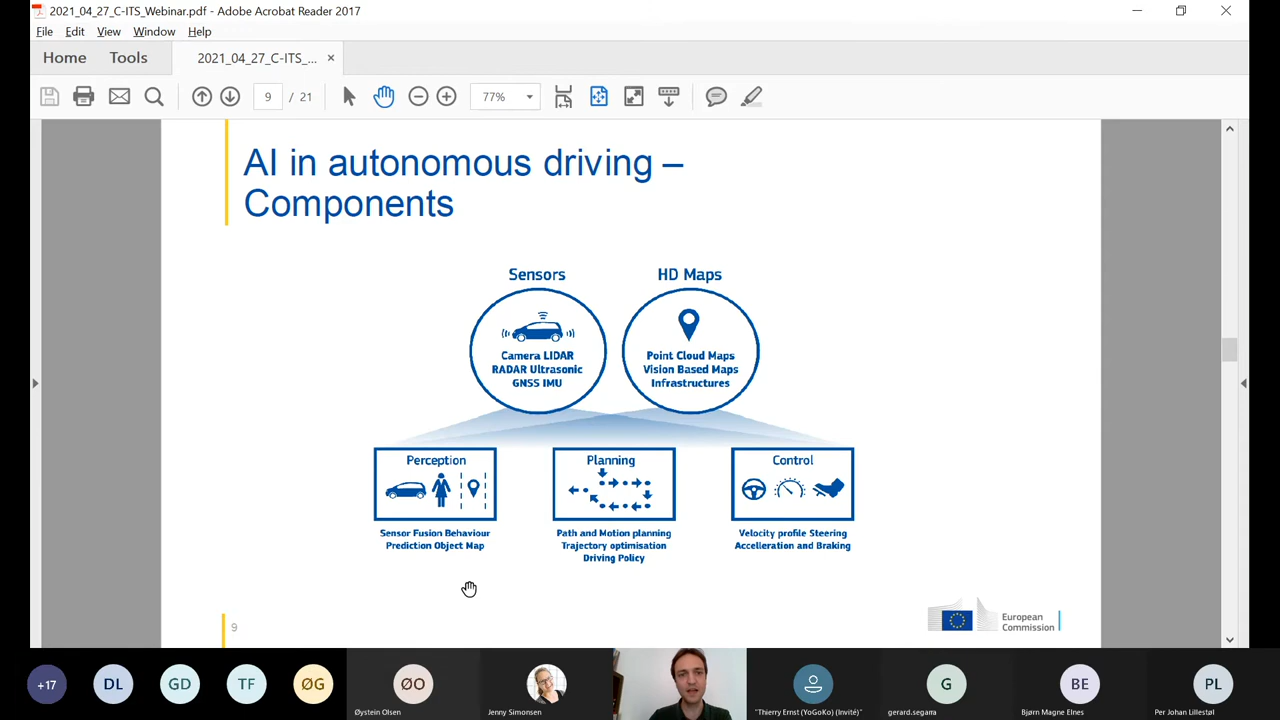 2021_04_27_C-ITS_Webinar.pdf - Adobe Acrobat Reader 2017
File Edit View Window Help
Home Tools 2021_04_27_C-ITS_... ×
9 / 21 77%
AI in autonomous driving –
Components
Sensors
Camera LIDAR
RADAR Ultrasonic
GNSS IMU
HD Maps
Point Cloud Maps
Vision Based Maps
Infrastructures
Perception
Sensor Fusion Behaviour
Prediction Object Map
Planning
Path and Motion planning
Trajectory optimisation
Driving Policy
Control
Velocity profile Steering
Accelleration and Braking
9
European
Commission
+17 DL GD TF ØG ØO G BE PL
Øystein Olsen Jenny Simonsen "Thierry Ernst (YoGoKo) (Invité)" gerard.segarra Bjørn Magne Elnes Per Johan Lillestøl